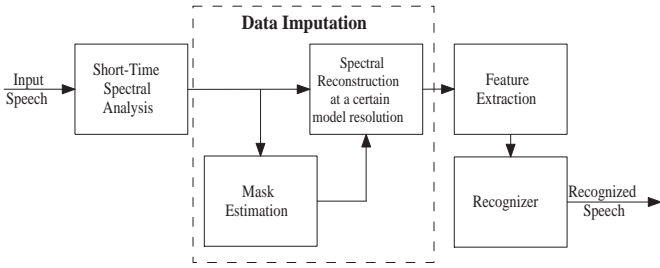 Data Imputation
Input
Speech
Short-Time
Spectral
Analysis
Spectral
Reconstruction
at a certain
model resolution
Feature
Extraction
Mask
Estimation
Recognizer
Recognized
Speech